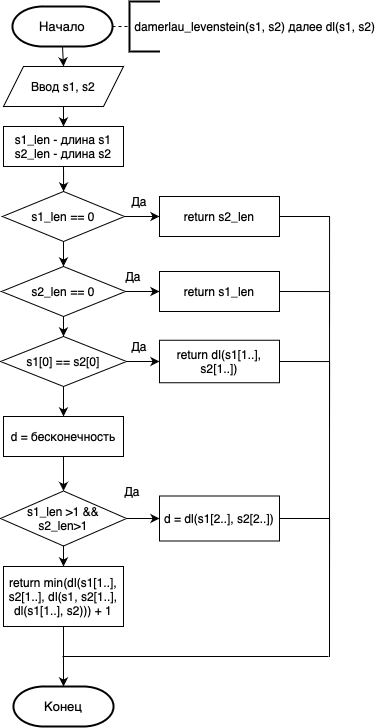 Начало
damerlau_levenstein(s1, s2) далее dl(s1, s2)
Ввод s1, s2
s1_len - длина s1
s2_len - длина s2
s1_len == 0
Да
return s2_len
s2_len == 0
Да
return s1_len
s1[0] == s2[0]
Да
return dl(s1[1..],
s2[1..])
d = бесконечность
s1_len >1 &&
s2_len>1
Да
d = dl(s1[2..], s2[2..])
return min(dl(s1[1..],
s2[1..], dl(s1, s2[1..],
dl(s1[1..], s2))) + 1
Конец